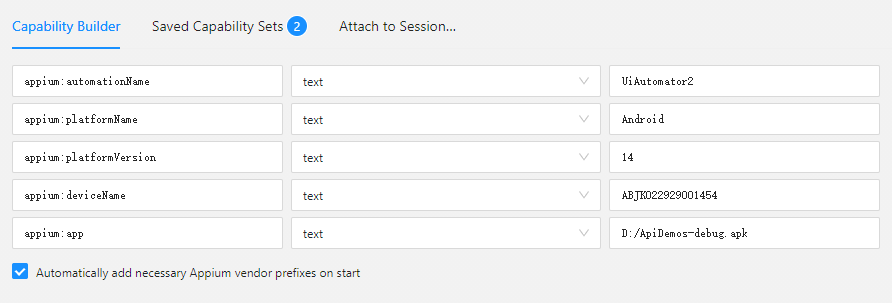 Capability Builder Saved Capability Sets 2 Attach to Session...
appium:automationName text UiAutomator2
appium:platformName text Android
appium:platformVersion text 14
appium:deviceName text ABJK022929001454
appium:app text D:/ApiDemos-debug.apk
Automatically add necessary Appium vendor prefixes on start